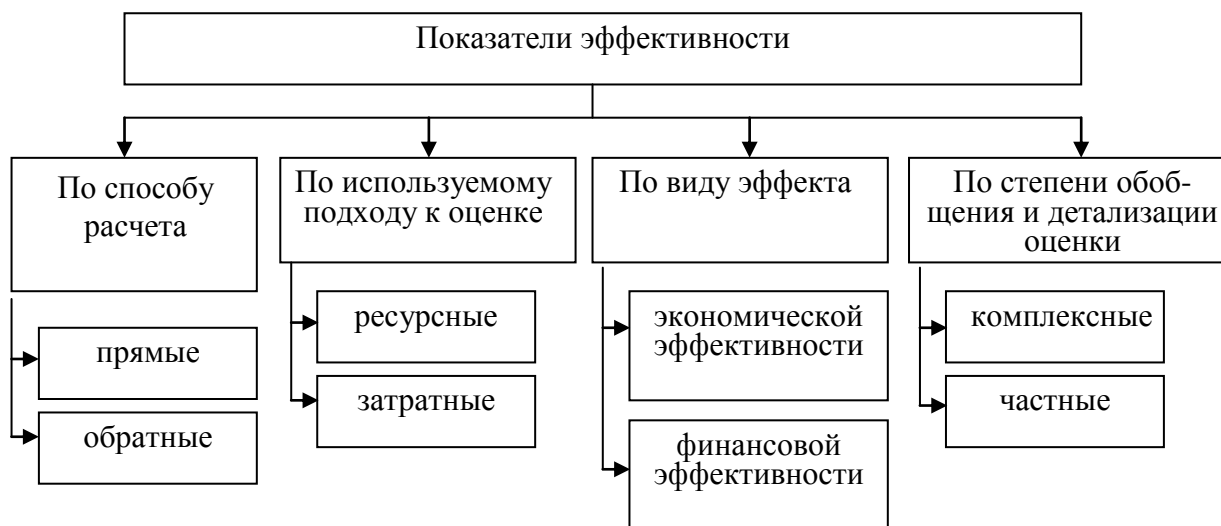 Показатели эффективности
По способу
расчета
По используемому
подходу к оценке
По виду эффекта
По степени обоб-
щения и детализации
оценки
прямые
обратные
ресурсные
затратные
экономической
эффективности
финансовой
эффективности
комплексные
частные